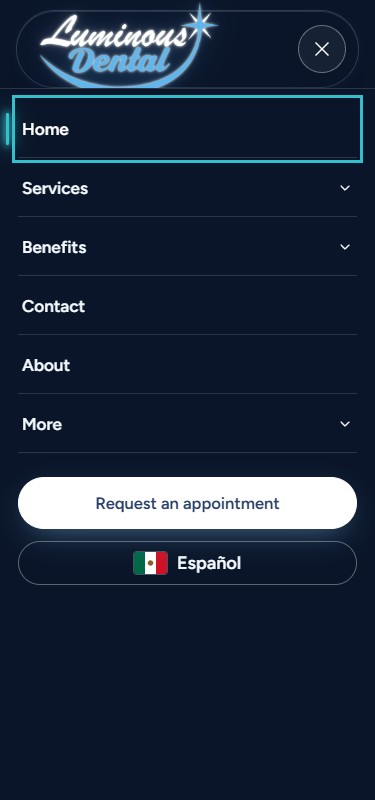 Luminous
Dental
Home
Services
Benefits
Contact
About
More
Request an appointment
Español